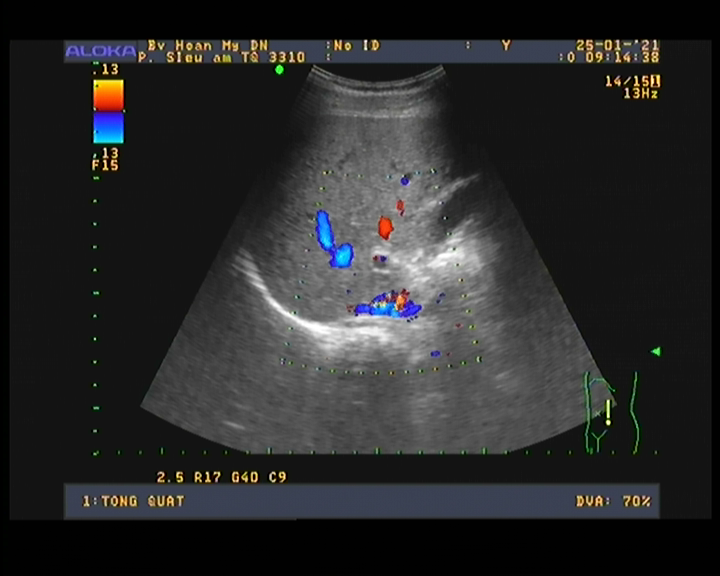 ALOKA Bv Hoan My DN :No ID : Y 25-01-'21
P. Sieu am TQ 3310 : :0 09:14:38
.13
14/151
13Hz
.13
F15
2.5 R17 G40 C9
1:TONG QUAT DVA: 70%